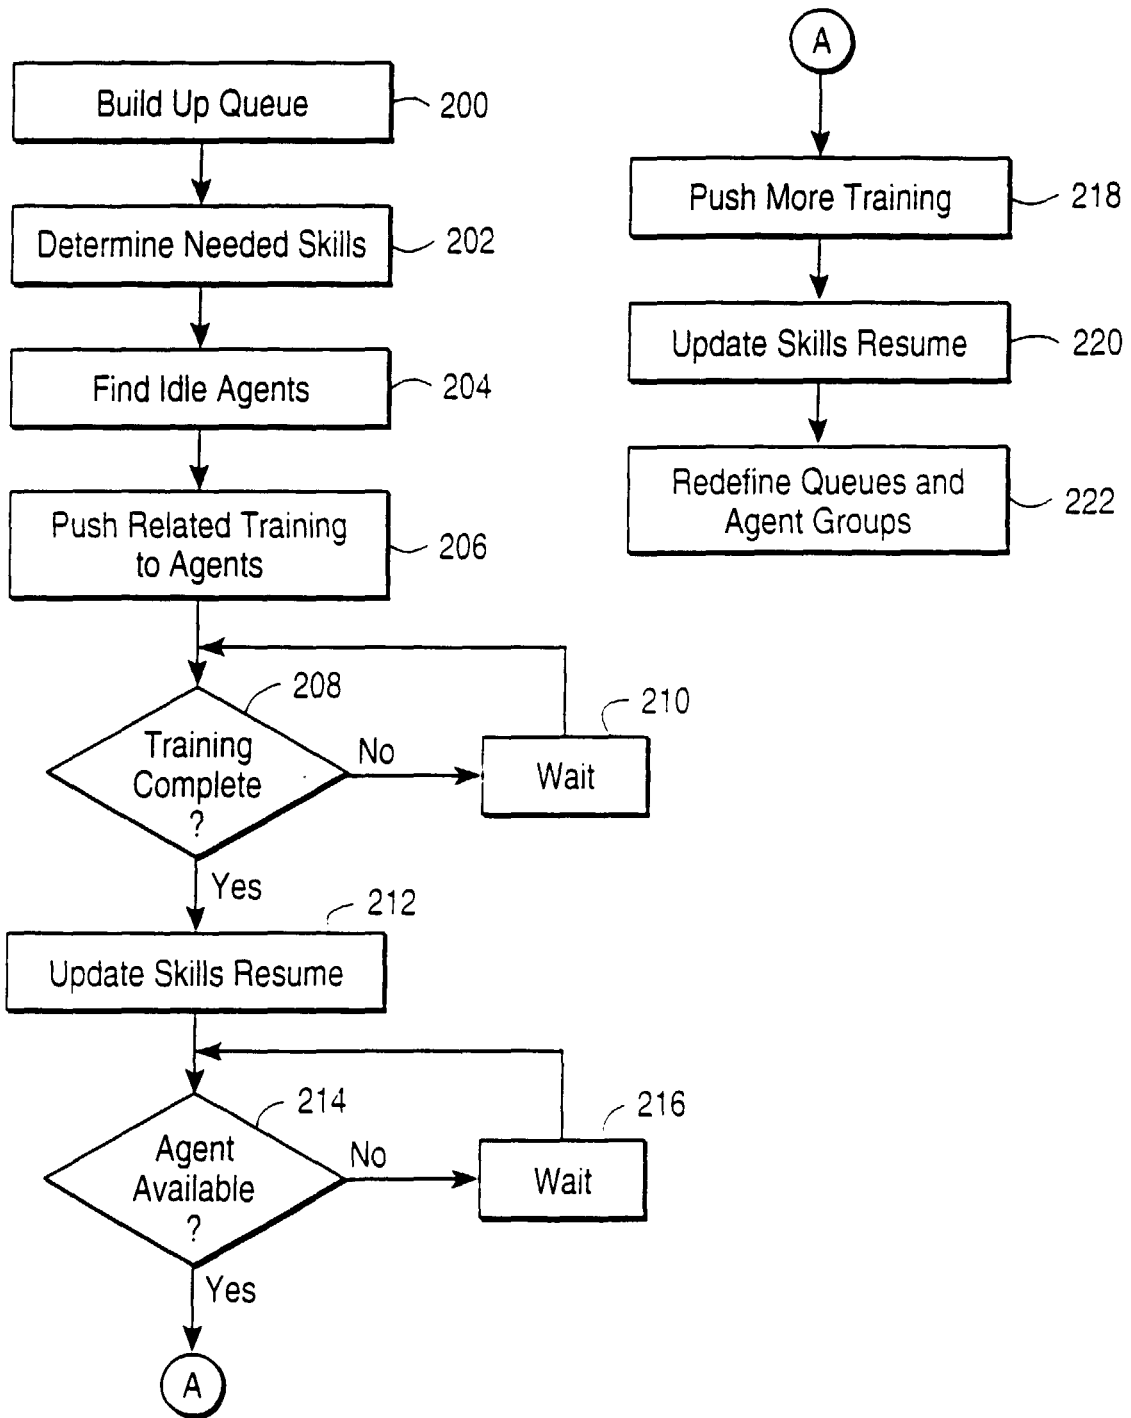 Build Up Queue
200
Determine Needed Skills
202
Find Idle Agents
204
Push Related Training
to Agents
206
208
Training
Complete
?
No
210
Wait
Yes
212
Update Skills Resume
214
Agent
Available
?
No
216
Wait
Yes
A
A
Push More Training
218
Update Skills Resume
220
Redefine Queues and
Agent Groups
222